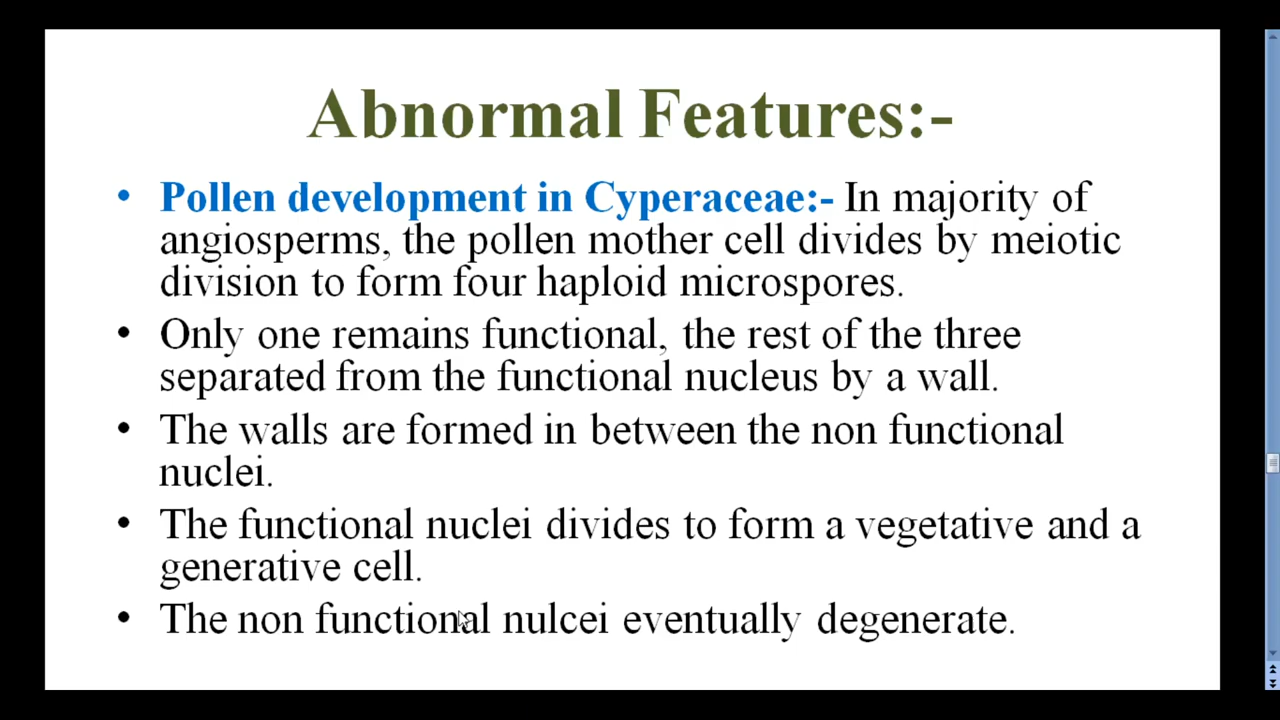 Abnormal Features:-
• Pollen development in Cyperaceae:- In majority of
angiosperms, the pollen mother cell divides by meiotic
division to form four haploid microspores.
• Only one remains functional, the rest of the three
separated from the functional nucleus by a wall.
• The walls are formed in between the non functional
nuclei.
• The functional nuclei divides to form a vegetative and a
generative cell.
• The non functional nulcei eventually degenerate.